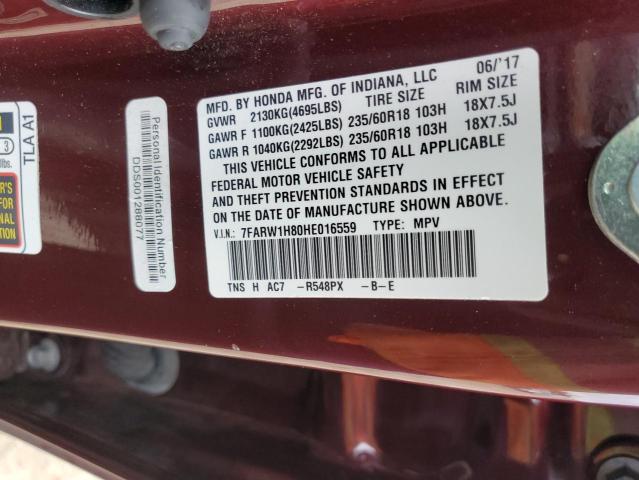 MFD. BY HONDA MFG. OF INDIANA, LLC 06/'17
GVWR 2130KG(4695LBS) TIRE SIZE RIM SIZE
GAWR F 1100KG(2425LBS) 235/60R18 103H 18X7.5J
GAWR R 1040KG(2292LBS) 235/60R18 103H 18X7.5J
THIS VEHICLE CONFORMS TO ALL APPLICABLE
FEDERAL MOTOR VEHICLE SAFETY
AND THEFT PREVENTION STANDARDS IN EFFECT
ON THE DATE OF MANUFACTURE SHOWN ABOVE.
V.I.N.: 7FARW1H80HE016559 TYPE: MPV
TNS H AC7 -R548PX -B-E
Personal Identification Number
DDS001288077
TLA A1
3
lbs.